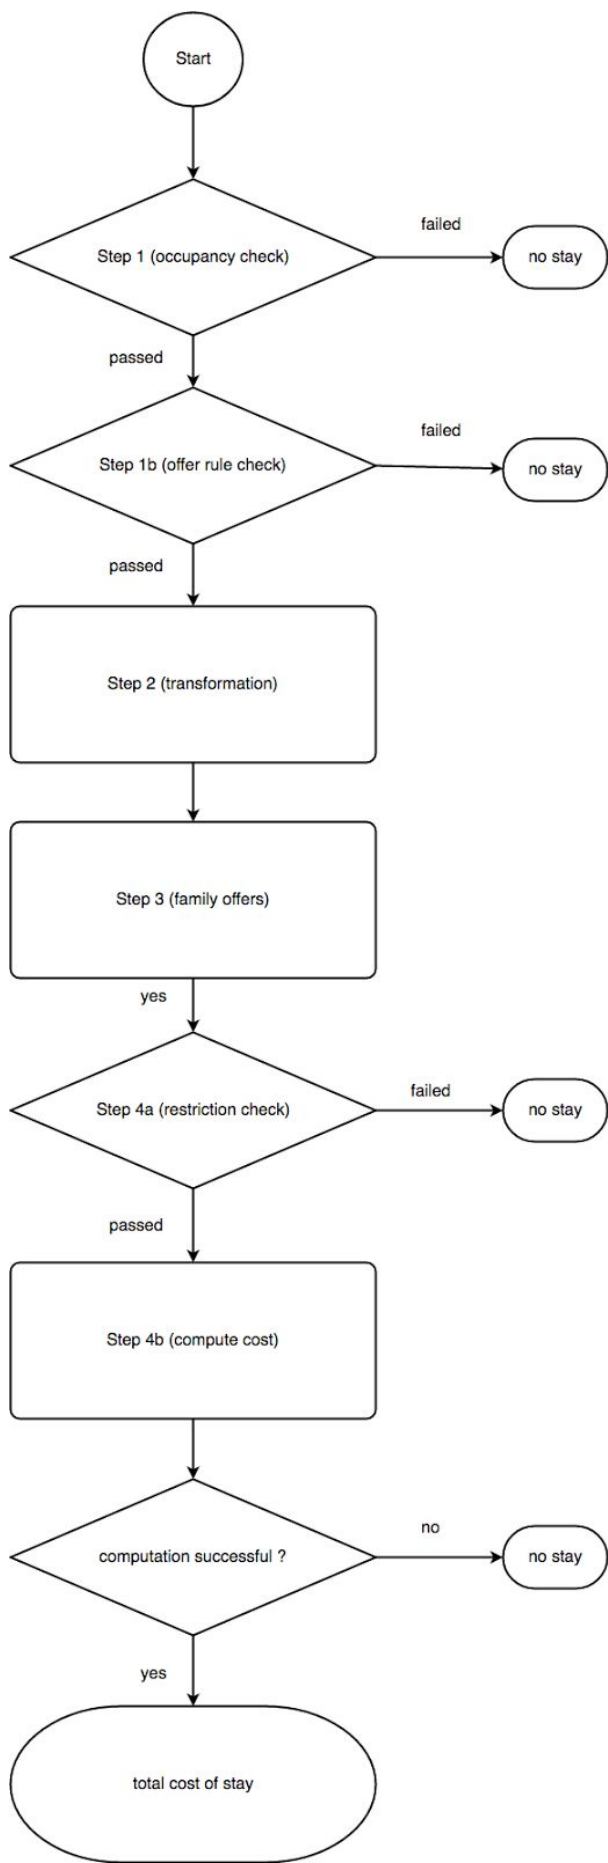 Start
failed
Step 1 (occupancy check)
no stay
passed
failed
Step 1b (offer rule check)
no stay
passed
Step 2 (transformation)
Step 3 (family offers)
yes
failed
Step 4a (restriction check)
no stay
passed
Step 4b (compute cost)
no
computation successful ?
no stay
yes
total cost of stay